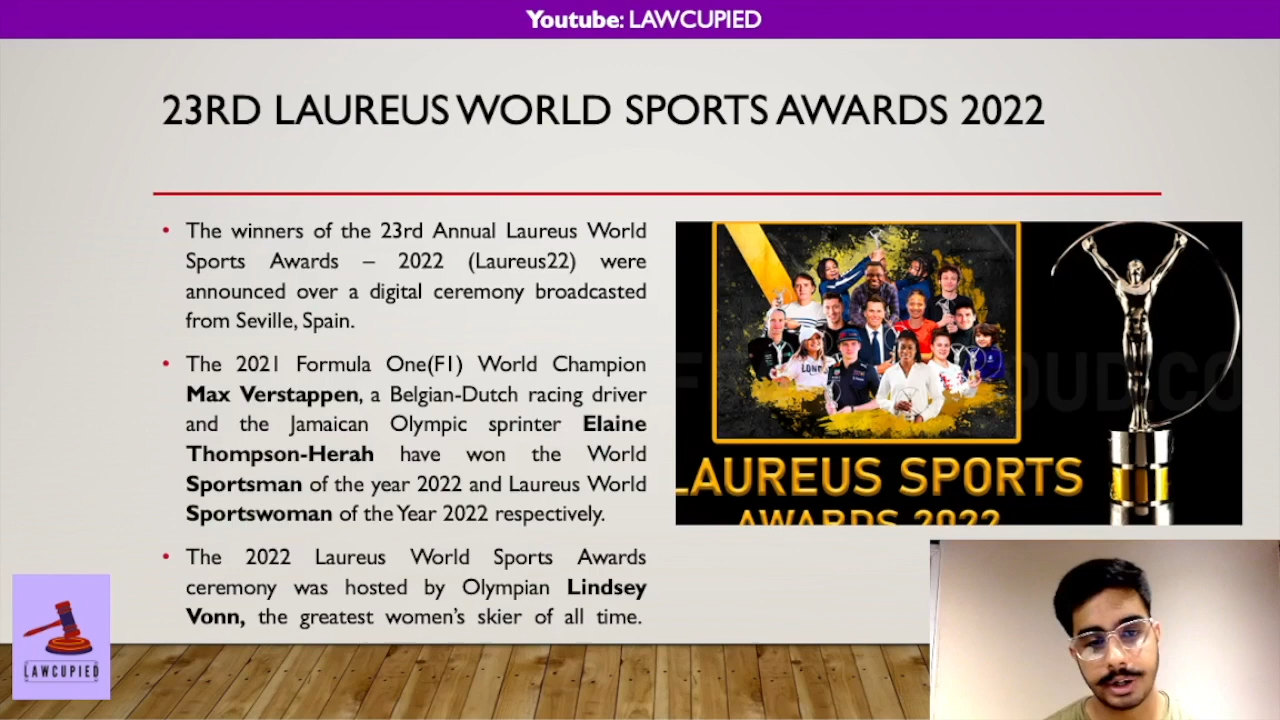 Youtube: LAWCUPIED
23RD LAUREUS WORLD SPORTS AWARDS 2022
• The winners of the 23rd Annual Laureus World
Sports Awards – 2022 (Laureus22) were
announced over a digital ceremony broadcasted
from Seville, Spain.
• The 2021 Formula One(F1) World Champion
Max Verstappen, a Belgian-Dutch racing driver
and the Jamaican Olympic sprinter Elaine
Thompson-Herah have won the World
Sportsman of the year 2022 and Laureus World
Sportswoman of the Year 2022 respectively.
• The 2022 Laureus World Sports Awards
ceremony was hosted by Olympian Lindsey
Vonn, the greatest women's skier of all time.
LAUREUS SPORTS
AWARDS 2022
LAWCUPIED